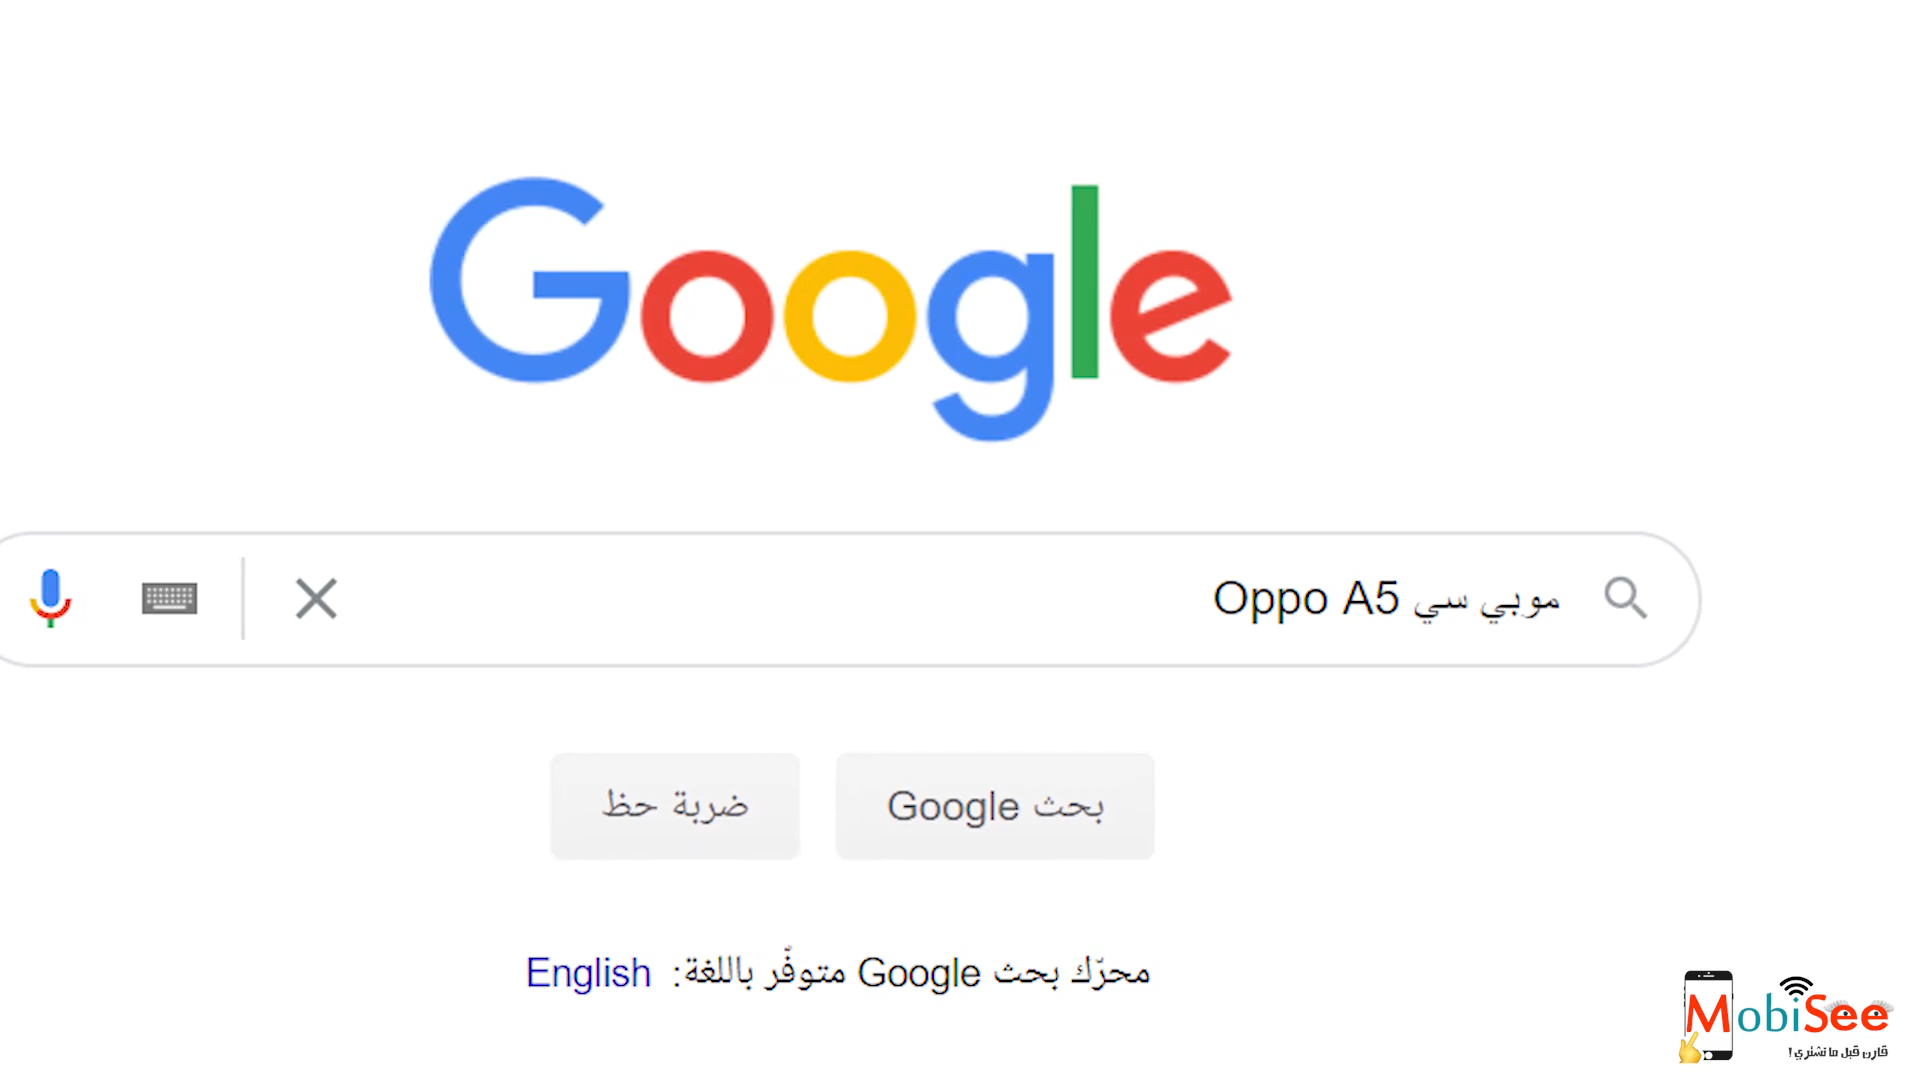 Google
موبي سي Oppo A5
بحث Google
ضربة حظ
محرّك بحث Google متوفّر باللغة: English
MobiSee
قارن قبل ما تشتري !